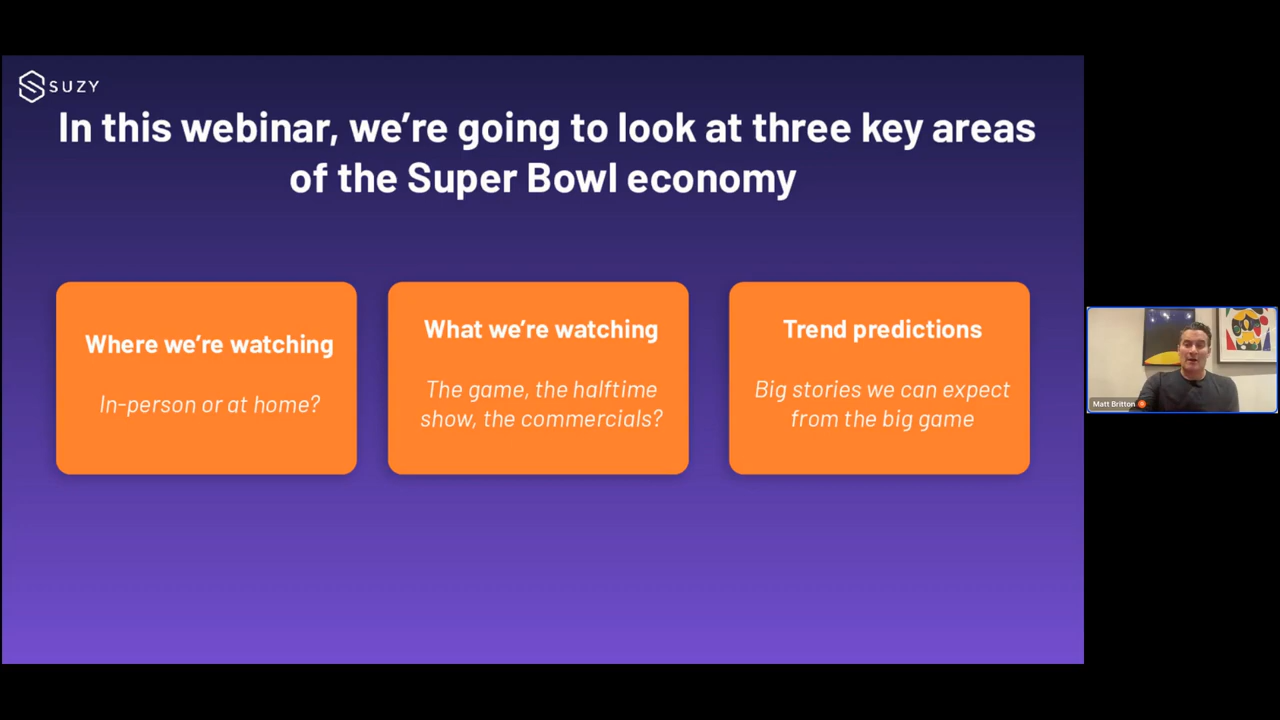 SUZY
In this webinar, we're going to look at three key areas
of the Super Bowl economy
Where we're watching
In-person or at home?
What we're watching
The game, the halftime
show, the commercials?
Trend predictions
Big stories we can expect
from the big game
Matt Britton